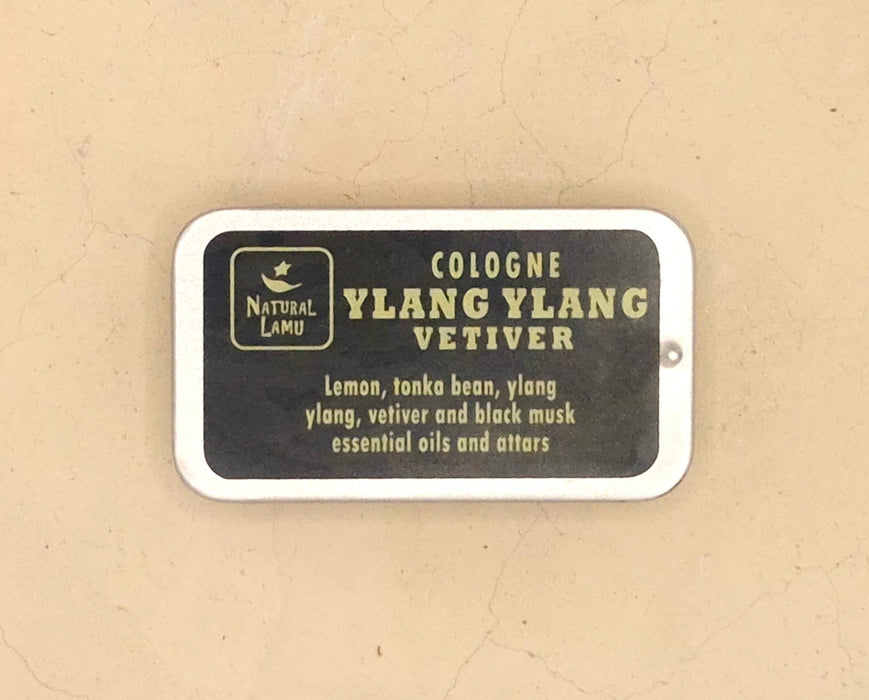 NATURAL
LAMU
COLOGNE
YLANG YLANG
VETIVER
Lemon, tonka bean, ylang
ylang, vetiver and black musk
essential oils and attars